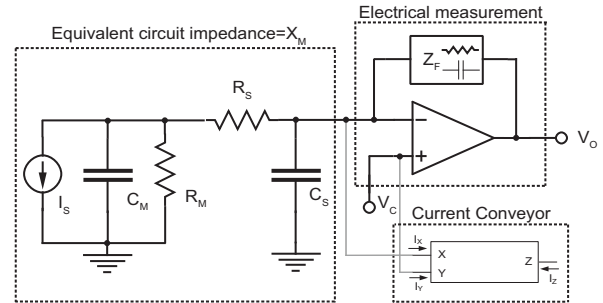 Electrical measurement
Equivalent circuit impedance=X_M
Z_F
R_S
V_O
I_S
C_M
R_M
C_S
V_C
Current Conveyor
I_X
X
Z
I_Y
Y
I_Z